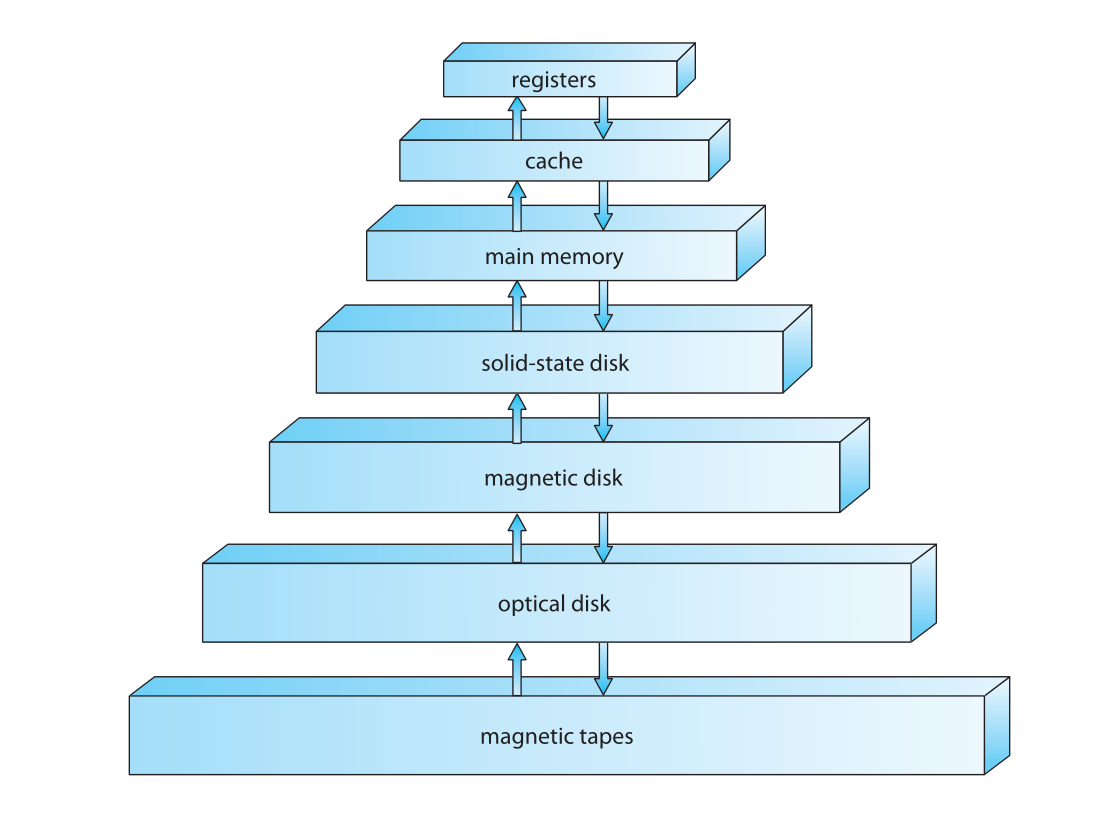 registers
cache
main memory
solid-state disk
magnetic disk
optical disk
magnetic tapes